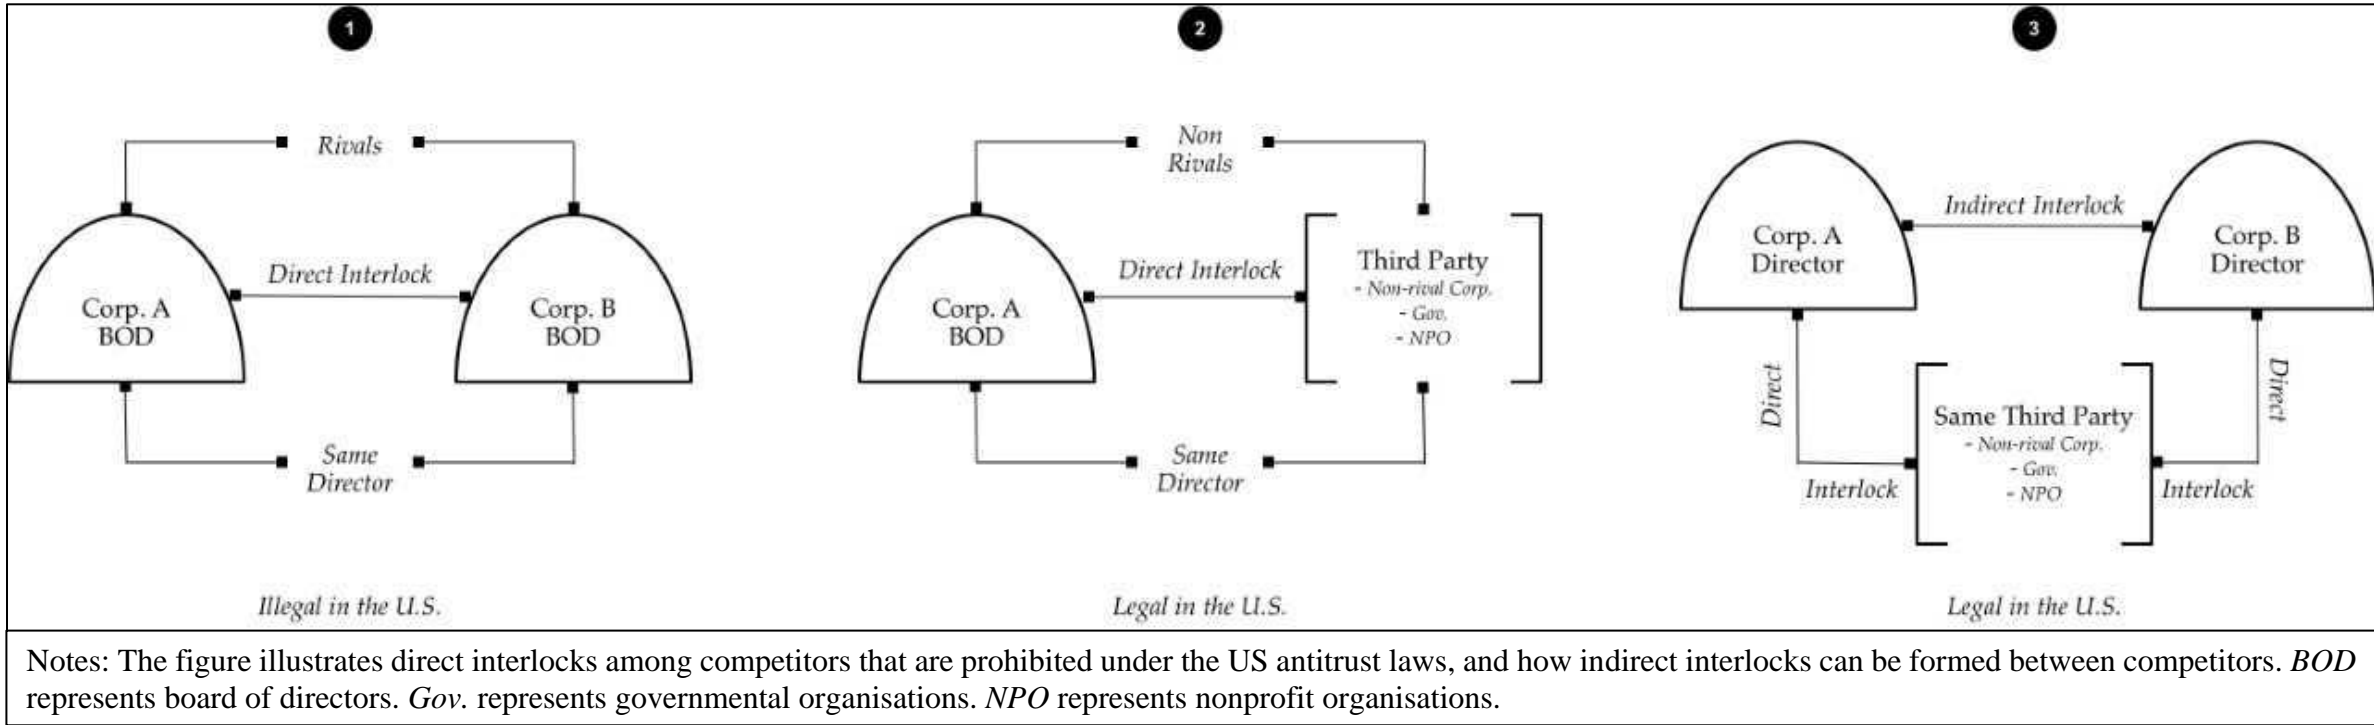 1
Rivals
Direct Interlock
Corp. A
BOD
Corp. B
BOD
Same
Director
Illegal in the U.S.
2
Non
Rivals
Direct Interlock
Corp. A
BOD
Third Party
- Non-rival Corp.
- Gov.
- NPO
Same
Director
Legal in the U.S.
3
Indirect Interlock
Corp. A
Director
Corp. B
Director
Direct
Direct
Same Third Party
- Non-rival Corp.
- Gov.
- NPO
Interlock
Interlock
Legal in the U.S.
Notes: The figure illustrates direct interlocks among competitors that are prohibited under the US antitrust laws, and how indirect interlocks can be formed between competitors. BOD
represents board of directors. Gov. represents governmental organisations. NPO represents nonprofit organisations.